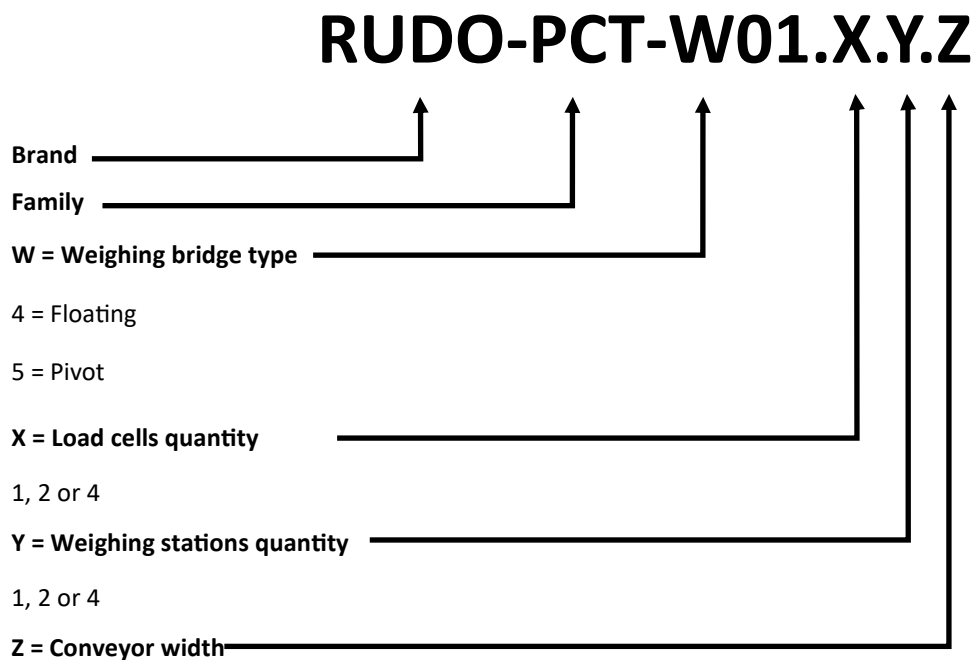 RUDO-PCT-W01.X.Y.Z
Brand
Family
W = Weighing bridge type
4 = Floating
5 = Pivot
X = Load cells quantity
1, 2 or 4
Y = Weighing stations quantity
1, 2 or 4
Z = Conveyor width